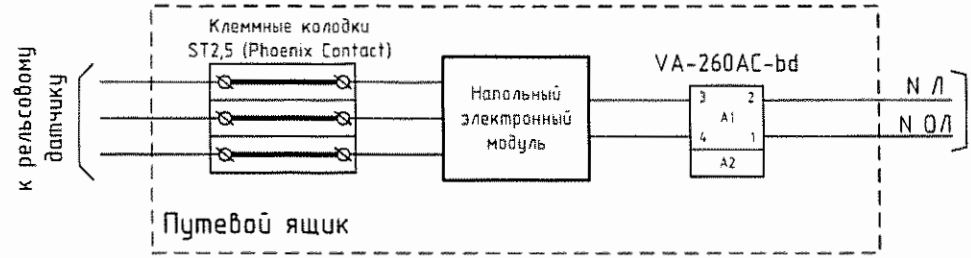 Клеммные колодки
ST2,5 (Phoenix Contact)
к рельсовому
датчику
Напольный
электронный
модуль
VA-260AC-bd
3 2
A1
4 1
A2
N Л
N ОЛ
Путевой ящик